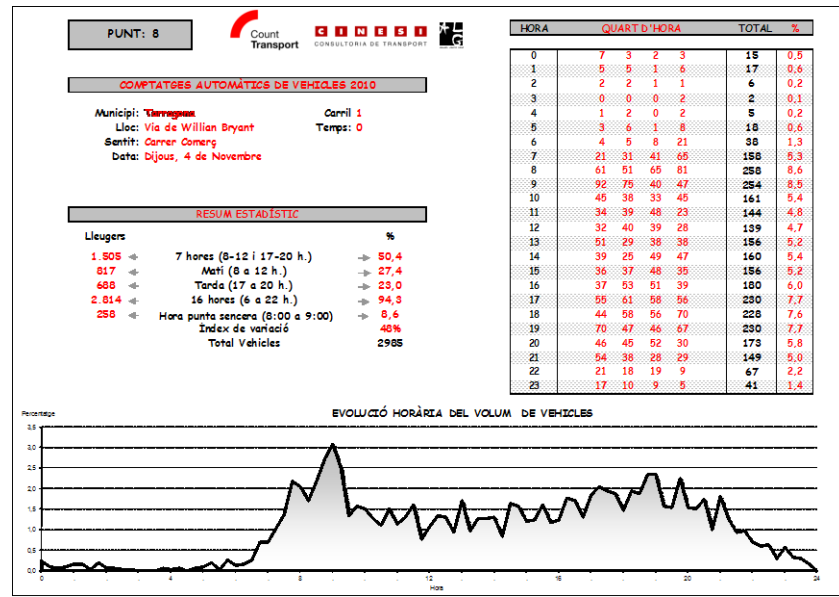 PUNT: 8
Count
Transport
CINESI
CONSULTORIA DE TRANSPORT
COMPTATGES AUTOMÀTICS DE VEHICLES 2010
Municipi: Tarragona Carril 1
Lloc: Via de Willian Bryant Temps: 0
Sentit: Carrer Comerç
Data: Dijous, 4 de Novembre
RESUM ESTADÍSTIC
Lleugers %
1.505 7 hores (8-12 i 17-20 h.) 50,4
817 Matí (8 a 12 h.) 27,4
688 Tarda (17 a 20 h.) 23,0
2.814 16 hores (6 a 22 h.) 94,3
258 Hora punta sencera (8:00 a 9:00) 8,6
Índex de variació 48%
Total Vehicles 2985
HORA QUART D'HORA TOTAL %
0 7 3 2 3 15 0,5
1 5 5 1 6 17 0,6
2 2 2 1 1 6 0,2
3 0 0 0 2 2 0,1
4 1 2 0 2 5 0,2
5 3 6 1 8 18 0,6
6 4 5 8 21 38 1,3
7 21 31 41 65 158 5,3
8 61 51 65 81 258 8,6
9 92 75 40 47 254 8,5
10 45 38 33 45 161 5,4
11 34 39 48 23 144 4,8
12 32 40 39 28 139 4,7
13 51 29 38 38 156 5,2
14 39 25 49 47 160 5,4
15 36 37 48 35 156 5,2
16 37 53 51 39 180 6,0
17 55 61 58 56 230 7,7
18 44 58 56 70 228 7,6
19 70 47 46 67 230 7,7
20 46 45 52 30 173 5,8
21 54 38 28 29 149 5,0
22 21 18 19 9 67 2,2
23 17 10 9 5 41 1,4
EVOLUCIÓ HORÀRIA DEL VOLUM DE VEHICLES
Percentatge
3,5
3,0
2,5
2,0
1,5
1,0
0,5
0,0
0 4 8 12 16 20 24
Hora